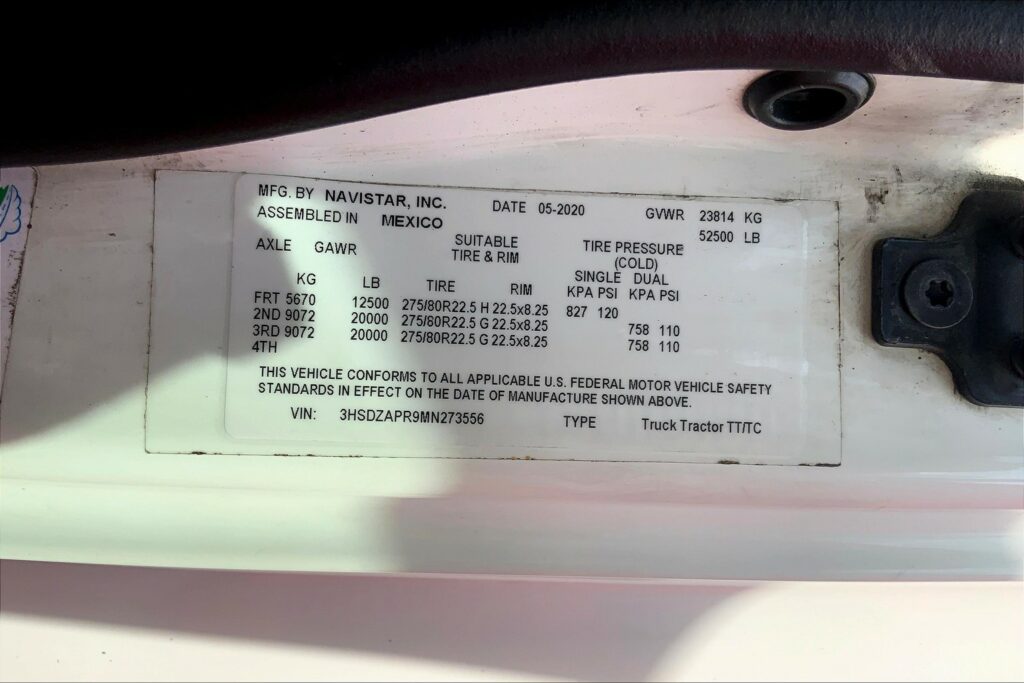 MFG. BY NAVISTAR, INC. DATE 05-2020 GVWR 23814 KG
ASSEMBLED IN MEXICO 52500 LB
AXLE GAWR SUITABLE TIRE PRESSURE
TIRE & RIM (COLD)
SINGLE DUAL
KG LB TIRE RIM KPA PSI KPA PSI
FRT 5670 12500 275/80R22.5 H 22.5x8.25 827 120
2ND 9072 20000 275/80R22.5 G 22.5x8.25 758 110
3RD 9072 20000 275/80R22.5 G 22.5x8.25 758 110
4TH
THIS VEHICLE CONFORMS TO ALL APPLICABLE U.S. FEDERAL MOTOR VEHICLE SAFETY
STANDARDS IN EFFECT ON THE DATE OF MANUFACTURE SHOWN ABOVE.
VIN: 3HSDZAPR9MN273556 TYPE Truck Tractor TT/TC